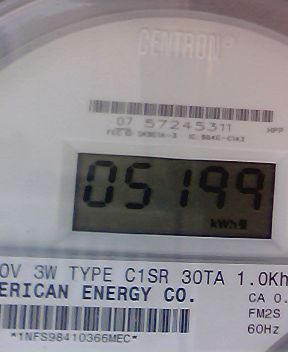 CENTRON®
07 57245311
HPP
05199
kWh
0V 3W TYPE C1SR 30TA 1.0Kh
ERICAN ENERGY CO.
CA 0.
FM2S
60Hz
*1NFS98410366MEC*